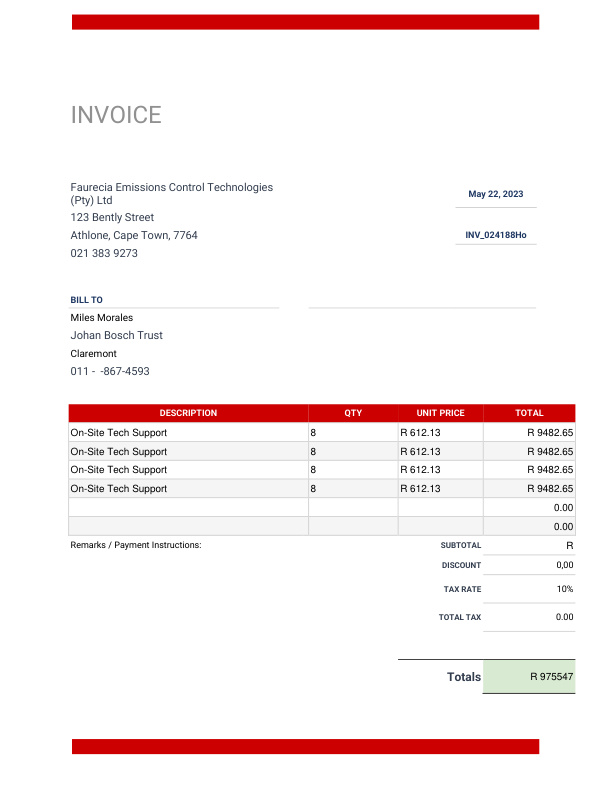 INVOICE
Faurecia Emissions Control Technologies
(Pty) Ltd
May 22, 2023
123 Bently Street
Athlone, Cape Town, 7764
INV_024188Ho
021 383 9273
BILL TO
Miles Morales
Johan Bosch Trust
Claremont
011 - -867-4593
DESCRIPTION QTY UNIT PRICE TOTAL
On-Site Tech Support 8 R 612.13 R 9482.65
On-Site Tech Support 8 R 612.13 R 9482.65
On-Site Tech Support 8 R 612.13 R 9482.65
On-Site Tech Support 8 R 612.13 R 9482.65
0.00
0.00
Remarks / Payment Instructions: SUBTOTAL R
DISCOUNT 0,00
TAX RATE 10%
TOTAL TAX 0.00
Totals R 975547